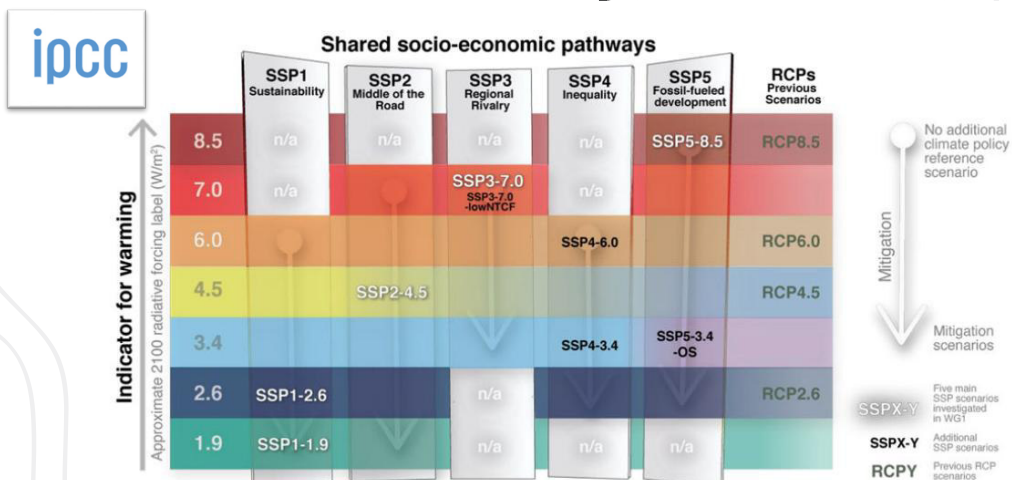 ipcc
Shared socio-economic pathways
SSP1
Sustainability
SSP2
Middle of the
Road
SSP3
Regional
Rivalry
SSP4
Inequality
SSP5
Fossil-fueled
development
RCPs
Previous
Scenarios
Indicator for warming
Approximate 2100 radiative forcing label (W/m²)
8.5
n/a
n/a
n/a
n/a
SSP5-8.5
RCP8.5
7.0
n/a
SSP3-7.0
SSP3-7.0
-lowNTCF
n/a
6.0
SSP4-6.0
RCP6.0
4.5
SSP2-4.5
RCP4.5
3.4
SSP4-3.4
SSP5-3.4
-OS
2.6
SSP1-2.6
n/a
RCP2.6
1.9
SSP1-1.9
n/a
n/a
n/a
No additional
climate policy
reference
scenario
Mitigation
Mitigation
scenarios
SSPX-Y
Five main
SSP scenarios
investigated
in WG1
SSPX-Y
Additional
SSP scenarios
RCPY
Previous RCP
scenarios